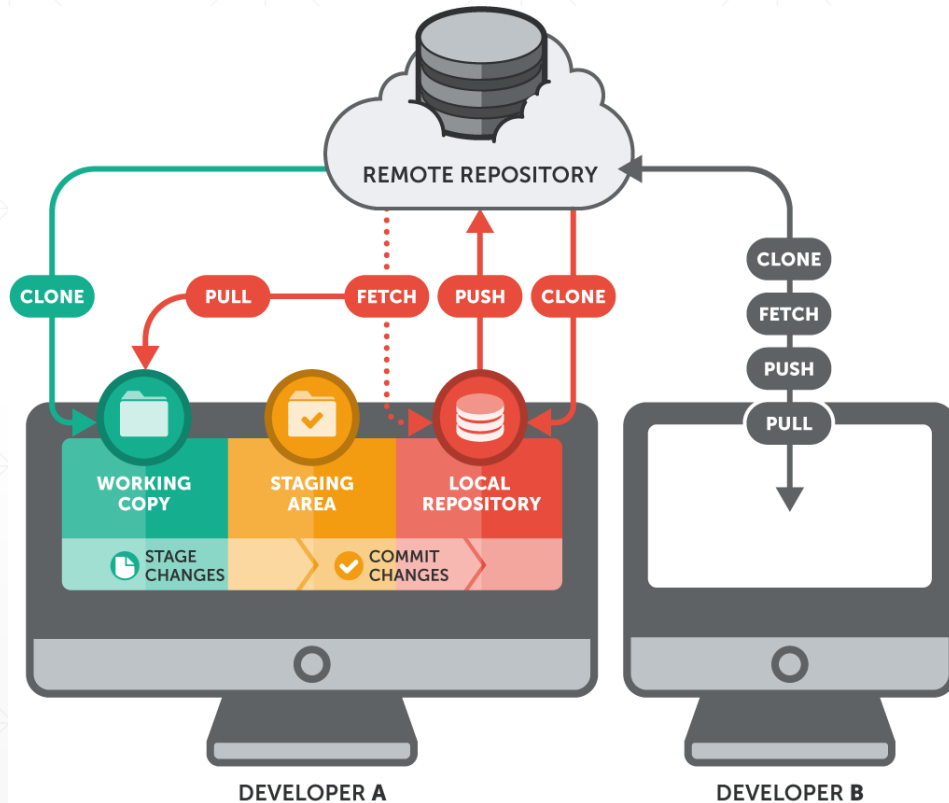 REMOTE REPOSITORY
CLONE
PULL
FETCH
PUSH
CLONE
CLONE
FETCH
PUSH
PULL
WORKING
COPY
STAGING
AREA
LOCAL
REPOSITORY
STAGE
CHANGES
COMMIT
CHANGES
DEVELOPER A
DEVELOPER B